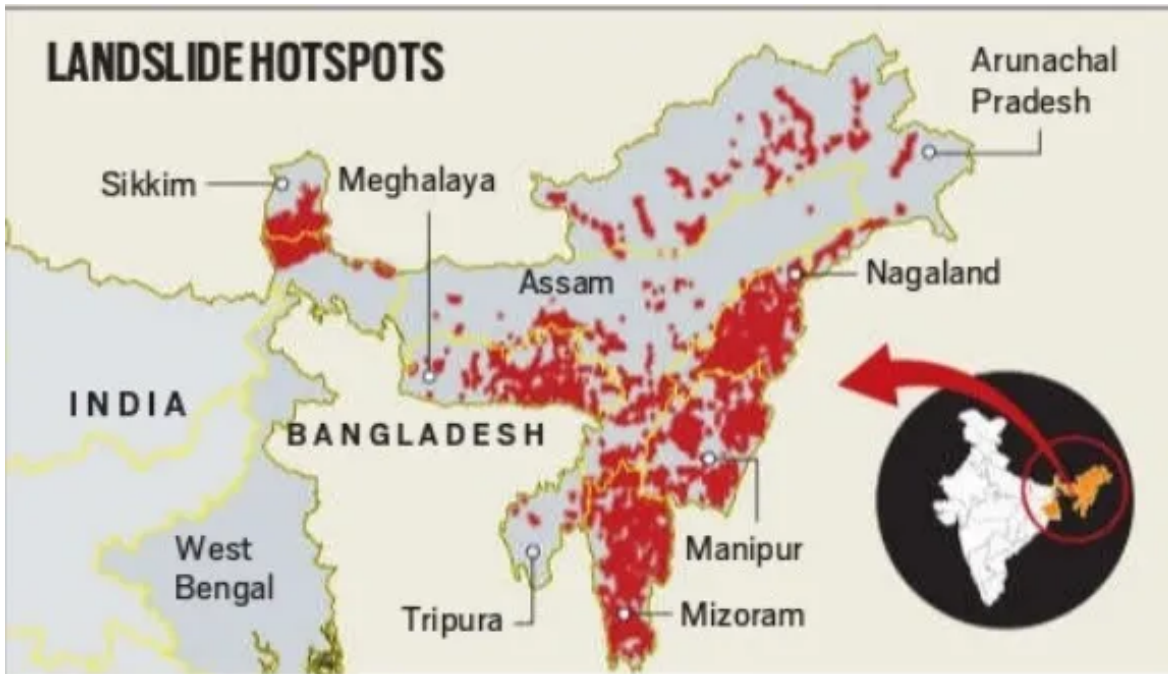 LANDSLIDE HOTSPOTS
Arunachal
Pradesh
Sikkim
Meghalaya
Assam
Nagaland
INDIA
BANGLADESH
West
Bengal
Manipur
Tripura
Mizoram